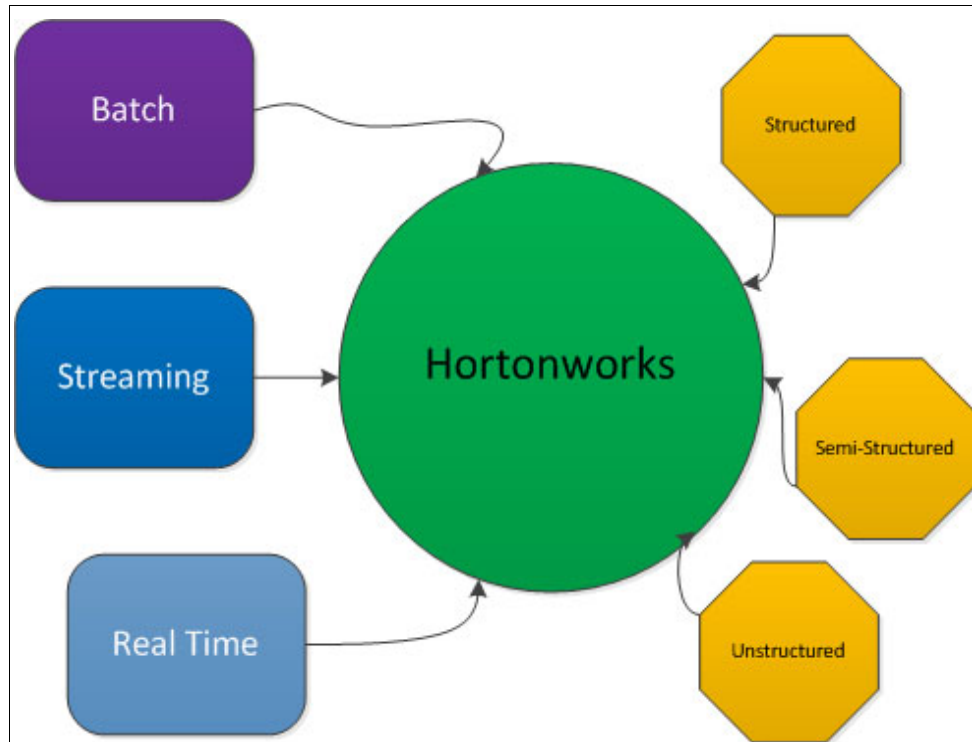 Batch
Structured
Streaming
Hortonworks
Semi-Structured
Real Time
Unstructured